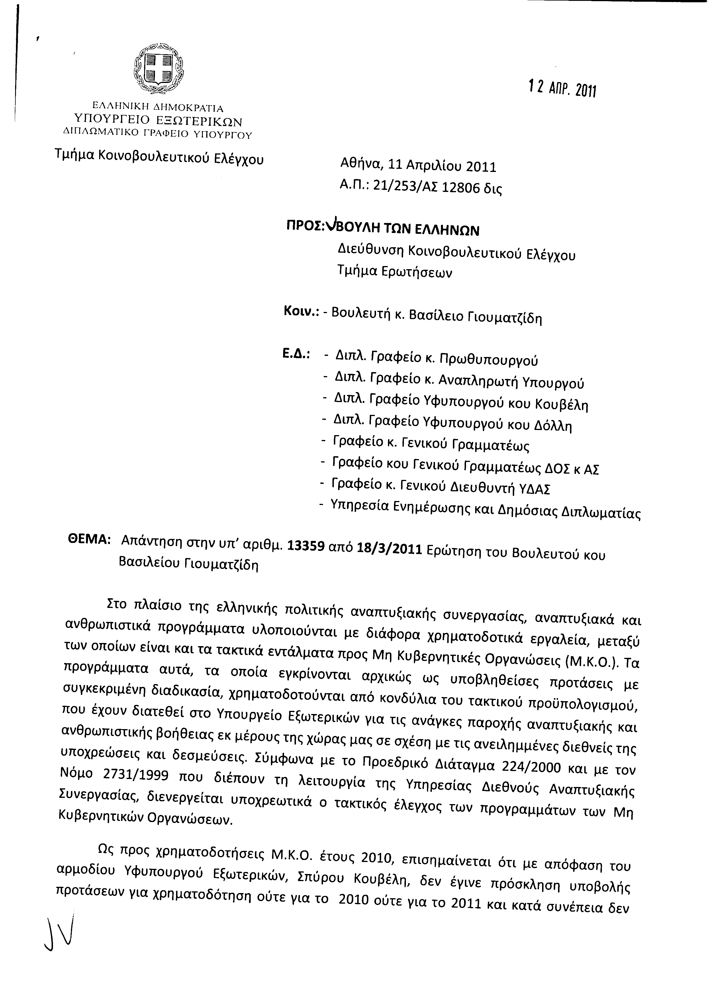 12 ΑΠΡ. 2011
ΕΛΛΗΝΙΚΗ ΔΗΜΟΚΡΑΤΙΑ
ΥΠΟΥΡΓΕΙΟ ΕΞΩΤΕΡΙΚΩΝ
ΔΙΠΛΩΜΑΤΙΚΟ ΓΡΑΦΕΙΟ ΥΠΟΥΡΓΟΥ
Τμήμα Κοινοβουλευτικού Ελέγχου
Αθήνα, 11 Απριλίου 2011
Α.Π.: 21/253/ΑΣ 12806 δις
ΠΡΟΣ: ΒΟΥΛΗ ΤΩΝ ΕΛΛΗΝΩΝ
Διεύθυνση Κοινοβουλευτικού Ελέγχου
Τμήμα Ερωτήσεων
Κοιν.: - Βουλευτή κ. Βασίλειο Γιουματζίδη
Ε.Δ.: - Διπλ. Γραφείο κ. Πρωθυπουργού
- Διπλ. Γραφείο κ. Αναπληρωτή Υπουργού
- Διπλ. Γραφείο Υφυπουργού κου Κουβέλη
- Διπλ. Γραφείο Υφυπουργού κου Δόλλη
- Γραφείο κ. Γενικού Γραμματέως
- Γραφείο κου Γενικού Γραμματέως ΔΟΣ κ ΑΣ
- Γραφείο κ. Γενικού Διευθυντή ΥΔΑΣ
- Υπηρεσία Ενημέρωσης και Δημόσιας Διπλωματίας
ΘΕΜΑ: Απάντηση στην υπ' αριθμ. 13359 από 18/3/2011 Ερώτηση του Βουλευτού κου
Βασιλείου Γιουματζίδη
Στο πλαίσιο της ελληνικής πολιτικής αναπτυξιακής συνεργασίας, αναπτυξιακά και
ανθρωπιστικά προγράμματα υλοποιούνται με διάφορα χρηματοδοτικά εργαλεία, μεταξύ
των οποίων είναι και τα τακτικά εντάλματα προς Μη Κυβερνητικές Οργανώσεις (Μ.Κ.Ο.). Τα
προγράμματα αυτά, τα οποία εγκρίνονται αρχικώς ως υποβληθείσες προτάσεις με
συγκεκριμένη διαδικασία, χρηματοδοτούνται από κονδύλια του τακτικού προϋπολογισμού,
που έχουν διατεθεί στο Υπουργείο Εξωτερικών για τις ανάγκες παροχής αναπτυξιακής και
ανθρωπιστικής βοήθειας εκ μέρους της χώρας μας σε σχέση με τις ανειλημμένες διεθνείς της
υποχρεώσεις και δεσμεύσεις. Σύμφωνα με το Προεδρικό Διάταγμα 224/2000 και με τον
Νόμο 2731/1999 που διέπουν τη λειτουργία της Υπηρεσίας Διεθνούς Αναπτυξιακής
Συνεργασίας, διενεργείται υποχρεωτικά ο τακτικός έλεγχος των προγραμμάτων των Μη
Κυβερνητικών Οργανώσεων.
Ως προς χρηματοδοτήσεις Μ.Κ.Ο. έτους 2010, επισημαίνεται ότι με απόφαση του
αρμοδίου Υφυπουργού Εξωτερικών, Σπύρου Κουβέλη, δεν έγινε πρόσκληση υποβολής
προτάσεων για χρηματοδότηση ούτε για το 2010 ούτε για το 2011 και κατά συνέπεια δεν